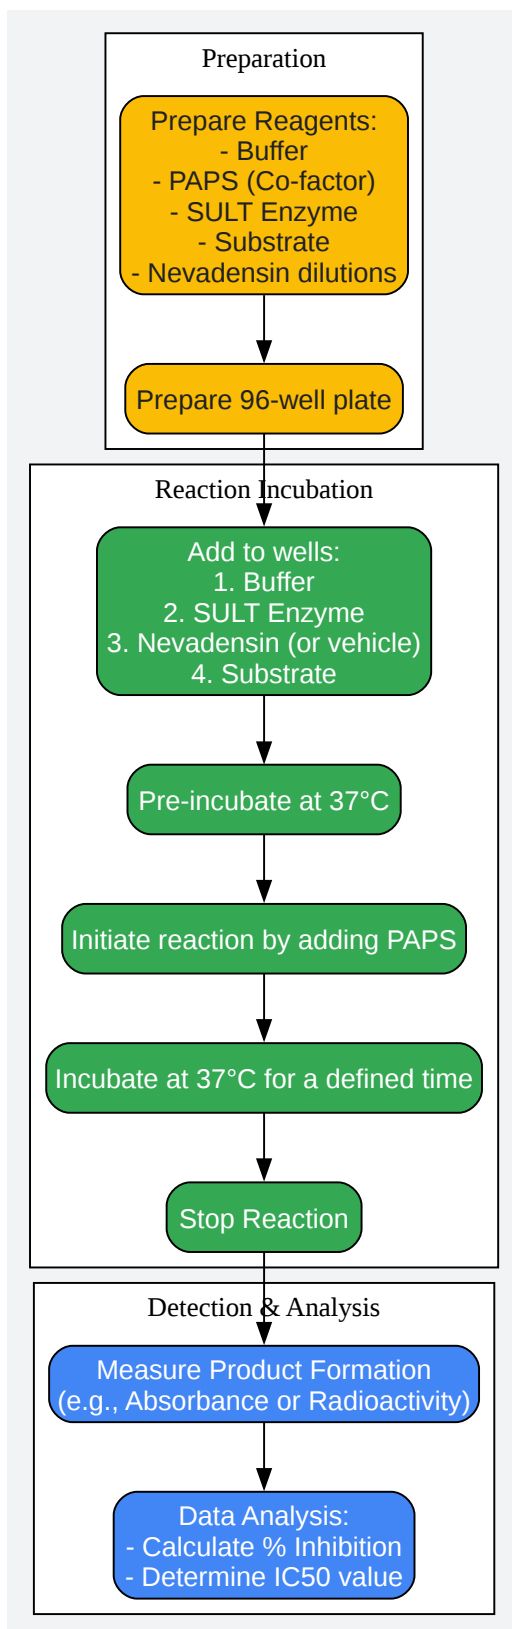 Preparation
Prepare Reagents:
- Buffer
- PAPS (Co-factor)
- SULT Enzyme
- Substrate
- Nevadensin dilutions
Prepare 96-well plate
Reaction Incubation
Add to wells:
1. Buffer
2. SULT Enzyme
3. Nevadensin (or vehicle)
4. Substrate
Pre-incubate at 37°C
Initiate reaction by adding PAPS
Incubate at 37°C for a defined time
Stop Reaction
Detection & Analysis
Measure Product Formation
(e.g., Absorbance or Radioactivity)
Data Analysis:
- Calculate % Inhibition
- Determine IC50 value